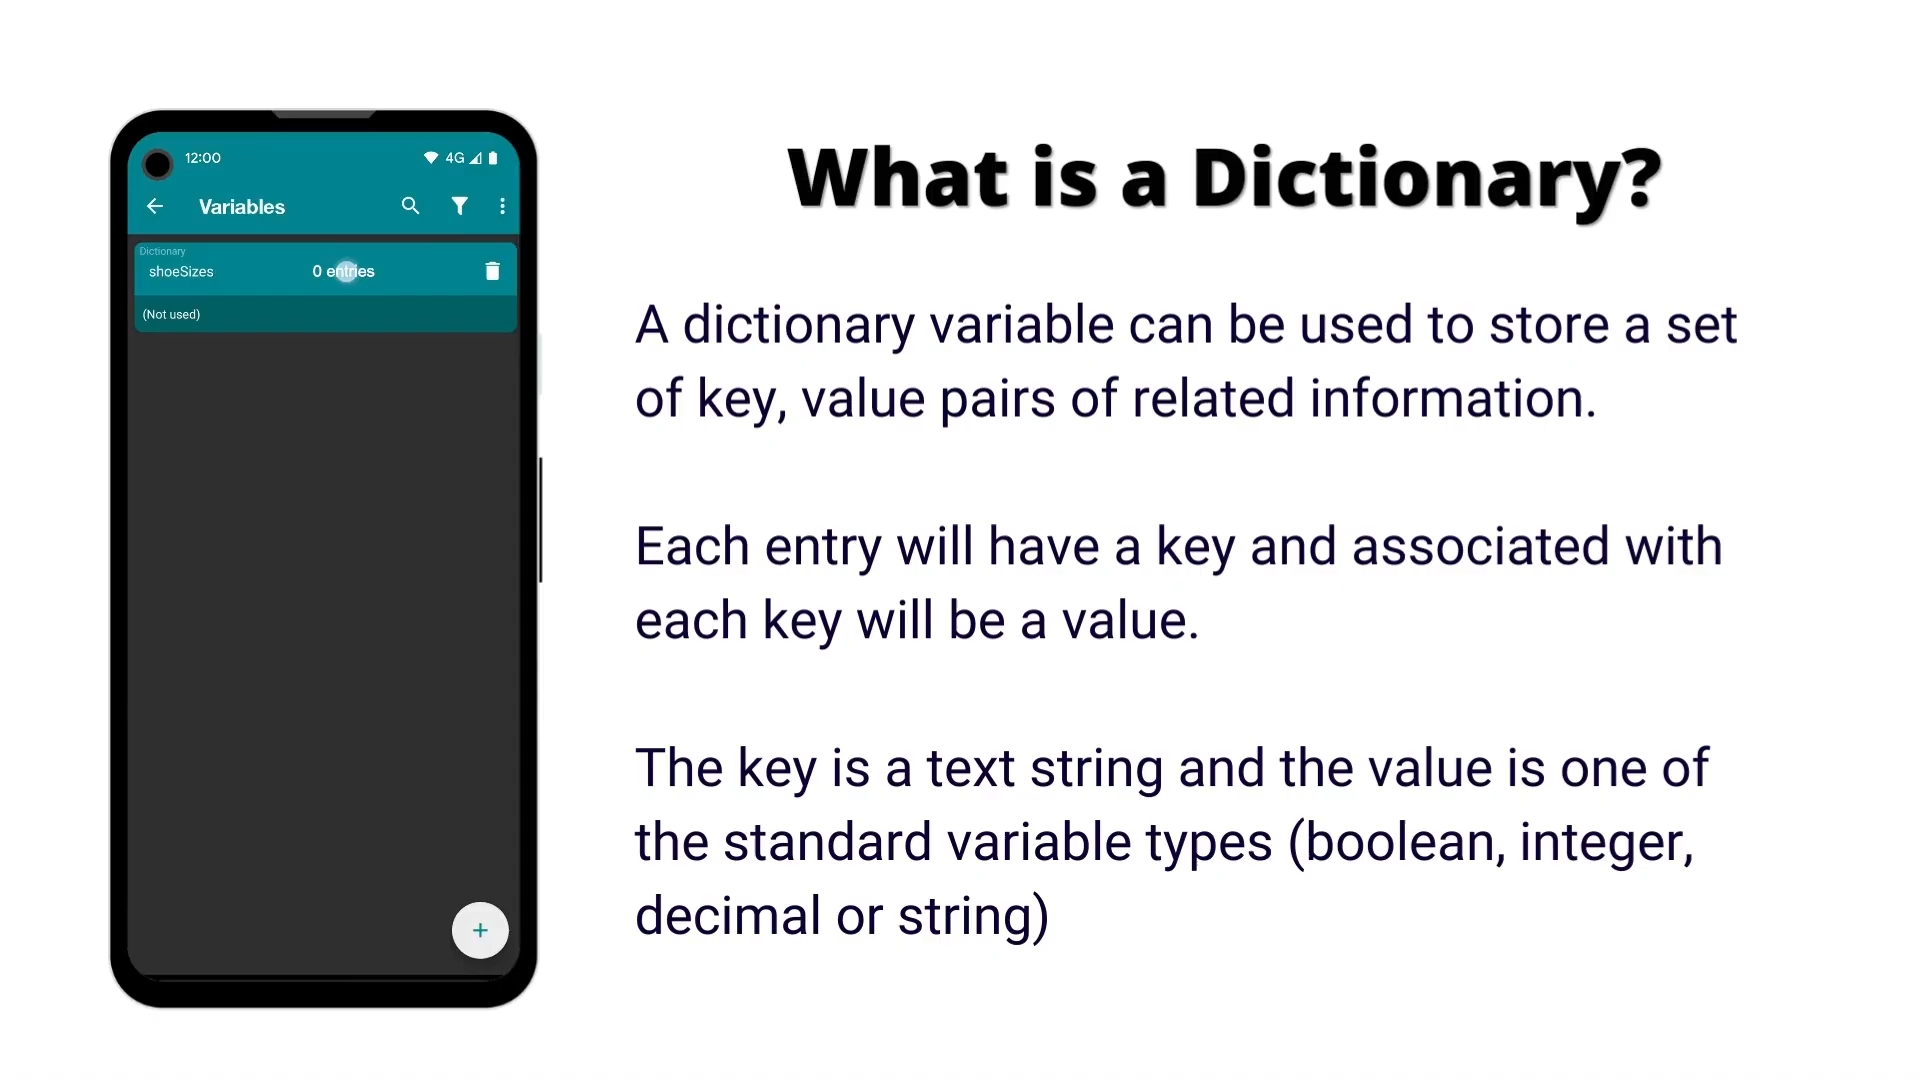 12:00
4G
Variables
Dictionary
shoeSizes
0 entries
(Not used)
+
What is a Dictionary?
A dictionary variable can be used to store a set
of key, value pairs of related information.
Each entry will have a key and associated with
each key will be a value.
The key is a text string and the value is one of
the standard variable types (boolean, integer,
decimal or string)